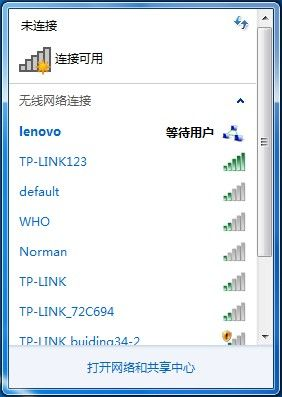 未连接
连接可用
无线网络连接
lenovo 等待用户
TP-LINK123
default
WHO
Norman
TP-LINK
TP-LINK_72C694
TP-LINK buiding34-2
打开网络和共享中心